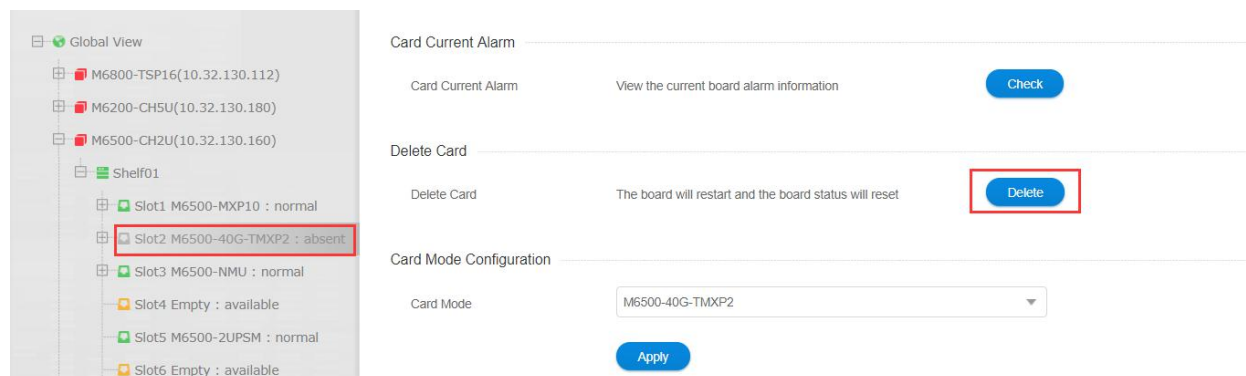 Global View
M6800-TSP16(10.32.130.112)
M6200-CH5U(10.32.130.180)
M6500-CH2U(10.32.130.160)
Shelf01
Slot1 M6500-MXP10 : normal
Slot2 M6500-40G-TMXP2 : absent
Slot3 M6500-NMU : normal
Slot4 Empty : available
Slot5 M6500-2UPSM : normal
Slot6 Empty : available
Card Current Alarm
Card Current Alarm View the current board alarm information Check
Delete Card
Delete Card The board will restart and the board status will reset Delete
Card Mode Configuration
Card Mode M6500-40G-TMXP2
Apply